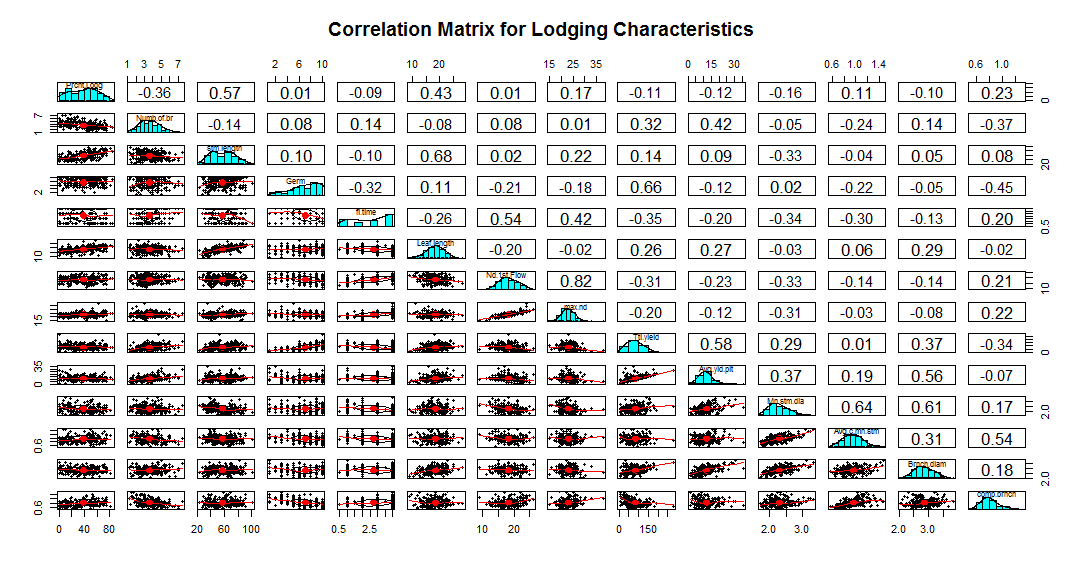 Correlation Matrix for Lodging Characteristics
1 3 5 7 2 6 10 10 20 15 25 35 0 15 30 0.6 1.0 1.4 0.6 1.0
-0.36 0.57 0.01 -0.09 0.43 0.01 0.17 -0.11 -0.12 -0.16 0.11 -0.10 0.23 0
1 7 Numb.of.br -0.14 0.08 0.14 -0.08 0.08 0.01 0.32 0.42 -0.05 -0.24 0.14 -0.37
0.10 -0.10 0.68 0.02 0.22 0.14 0.09 -0.33 -0.04 0.05 0.08 20
2 Germ -0.32 0.11 -0.21 -0.18 0.66 -0.12 0.02 -0.22 -0.05 -0.45
fl.time -0.26 0.54 0.42 -0.35 -0.20 -0.34 -0.30 -0.13 0.20 0.5
10 Leaf.length -0.20 -0.02 0.26 0.27 -0.03 0.06 0.29 -0.02
Nd.1st.Flow 0.82 -0.31 -0.23 -0.33 -0.14 -0.14 0.21 10
15 max.nd -0.20 -0.12 -0.31 -0.03 -0.08 0.22
Ttl.yield 0.58 0.29 0.01 0.37 -0.34 0
0 35 Avg.yld.plt 0.37 0.19 0.56 -0.07
Mn.stm.dia 0.64 0.61 0.17 2.0
0.6 0.31 0.54
Brnch.diam 0.18 2.0
0.6 comp.brnch
0 40 80 20 60 100 0.5 2.5 10 20 0 150 2.0 3.0 2.0 3.0